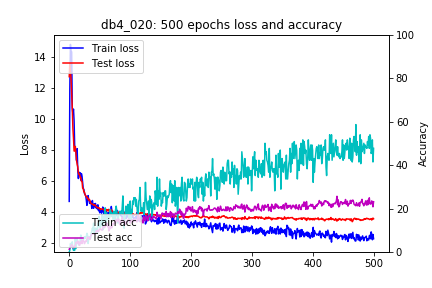 db4_020: 500 epochs loss and accuracy
Train loss
Test loss
Train acc
Test acc
Loss
Accuracy
14
12
10
8
6
4
2
100
80
60
40
20
0
0 100 200 300 400 500